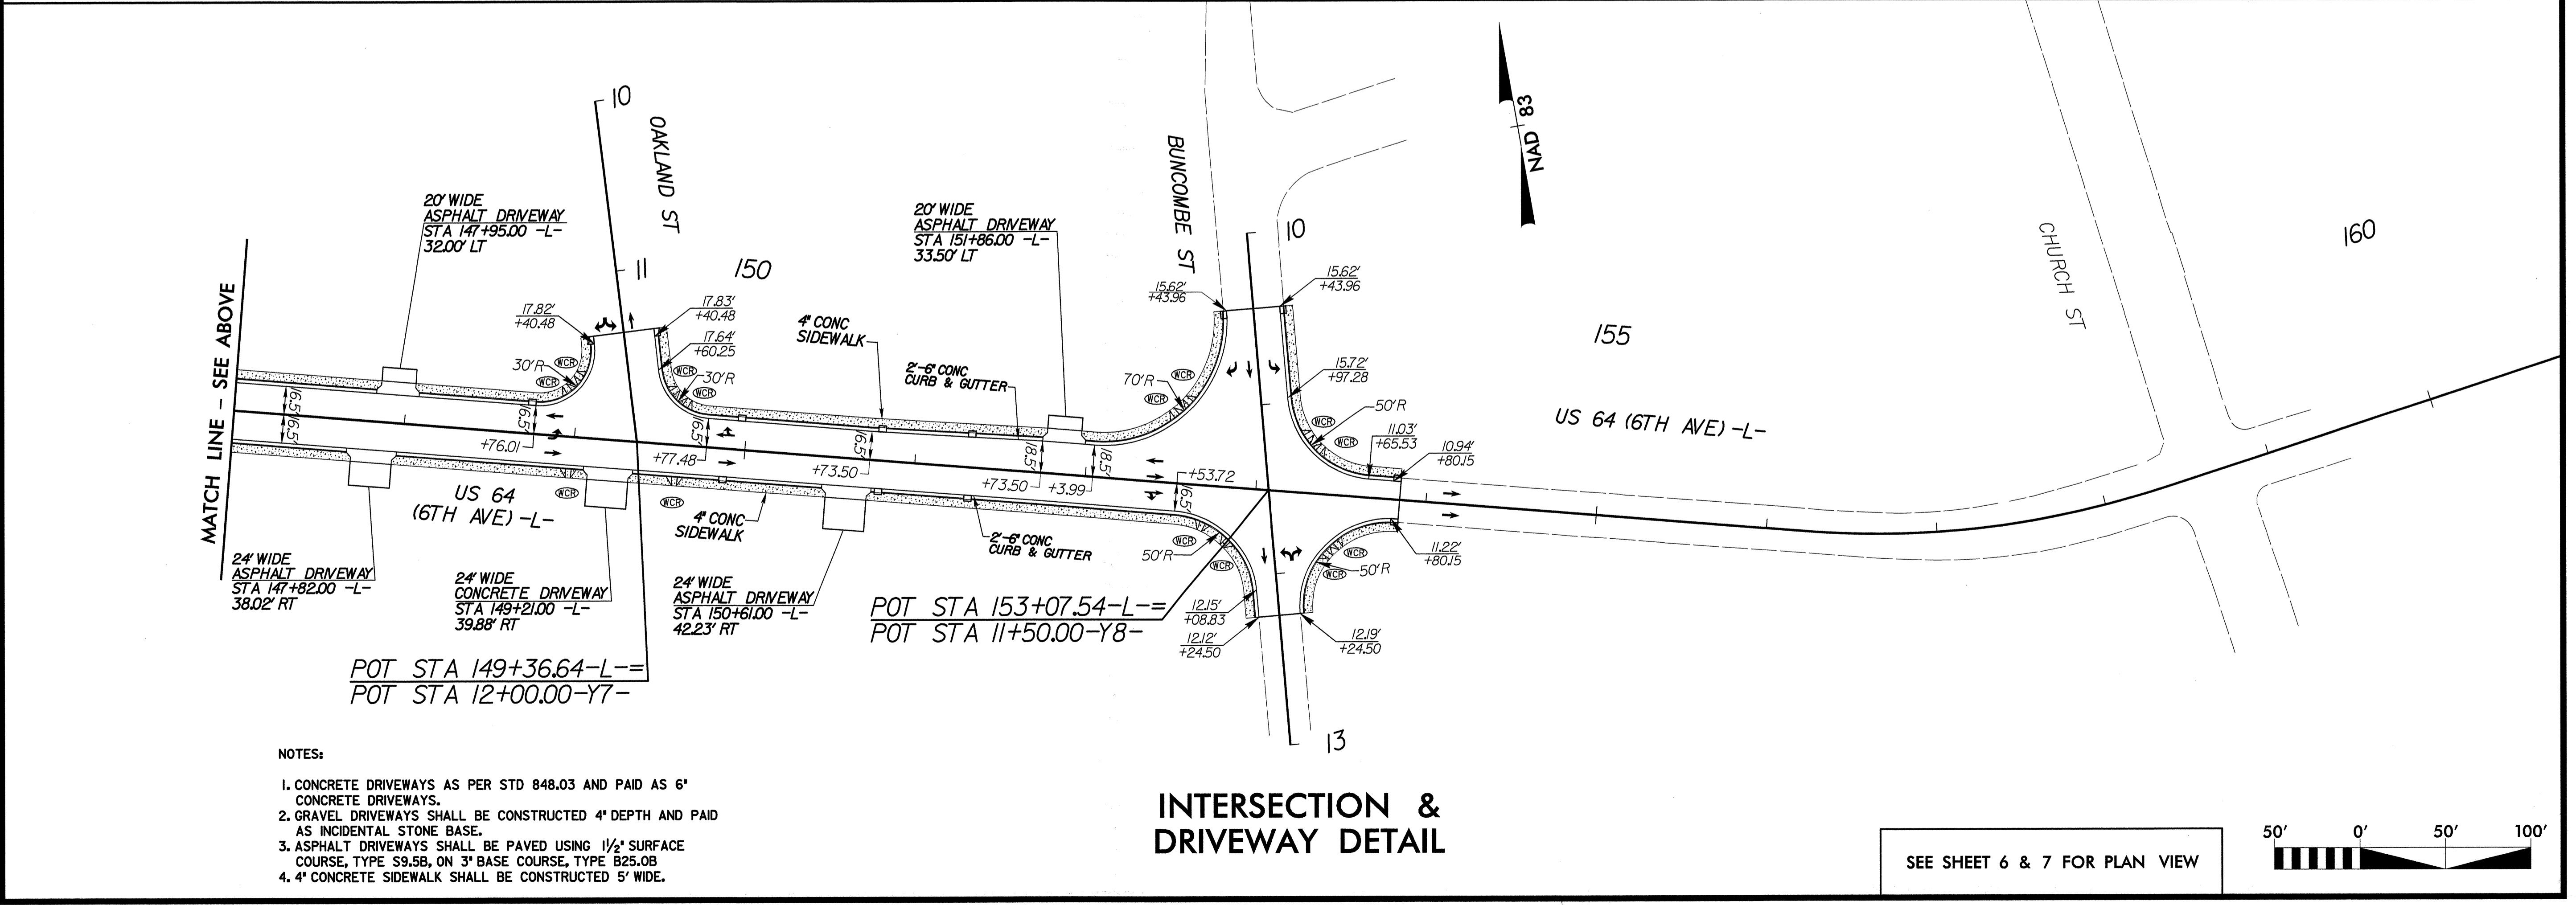 10
OAKLAND ST
11
150
20' WIDE
ASPHALT DRIVEWAY
STA 147+95.00 -L-
32.00' LT
MATCH LINE - SEE ABOVE
17.82'
+40.48
17.83'
+40.48
17.64'
+60.25
30'R
WCR
WCR
30'R
WCR
WCR
4" CONC
SIDEWALK
2'-6" CONC
CURB & GUTTER
20' WIDE
ASPHALT DRIVEWAY
STA 151+86.00 -L-
33.50' LT
BUNCOMBE ST
10
15.62'
+43.96
15.62'
+43.96
70'R
WCR
WCR
15.72'
+97.28
50'R
WCR
WCR
11.03'
+65.53
10.94'
+80.15
NAD 83
155
US 64 (6TH AVE) -L-
CHURCH ST
160
16.5'
16.5'
16.5'
+76.01
16.5'
+77.48
16.5'
+73.50
18.5'
+73.50
18.5'
+3.99
+53.72
16.5'
US 64
(6TH AVE) -L-
WCR
WCR
4" CONC
SIDEWALK
2'-6" CONC
CURB & GUTTER
50'R
WCR
WCR
WCR
WCR
50'R
11.22'
+80.15
24' WIDE
ASPHALT DRIVEWAY
STA 147+82.00 -L-
38.02' RT
24' WIDE
CONCRETE DRIVEWAY
STA 149+21.00 -L-
39.88' RT
24' WIDE
ASPHALT DRIVEWAY
STA 150+61.00 -L-
42.23' RT
POT STA 153+07.54-L-=
POT STA 11+50.00-Y8-
12.15'
+08.83
12.12'
+24.50
12.19'
+24.50
POT STA 149+36.64-L-=
POT STA 12+00.00-Y7-
13
NOTES:
1. CONCRETE DRIVEWAYS AS PER STD 848.03 AND PAID AS 6"
CONCRETE DRIVEWAYS.
2. GRAVEL DRIVEWAYS SHALL BE CONSTRUCTED 4" DEPTH AND PAID
AS INCIDENTAL STONE BASE.
3. ASPHALT DRIVEWAYS SHALL BE PAVED USING 1½" SURFACE
COURSE, TYPE S9.5B, ON 3" BASE COURSE, TYPE B25.0B
4. 4" CONCRETE SIDEWALK SHALL BE CONSTRUCTED 5' WIDE.
INTERSECTION &
DRIVEWAY DETAIL
SEE SHEET 6 & 7 FOR PLAN VIEW
50' 0' 50' 100'